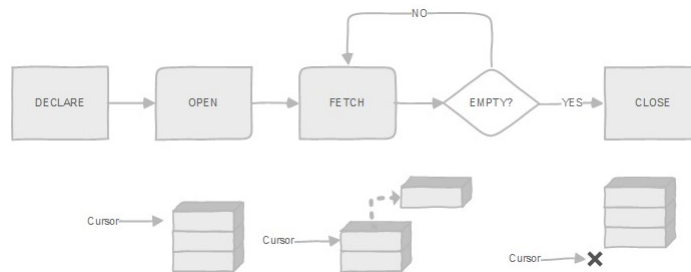 NO
DECLARE
OPEN
FETCH
EMPTY?
YES
CLOSE
Cursor
Cursor
Cursor